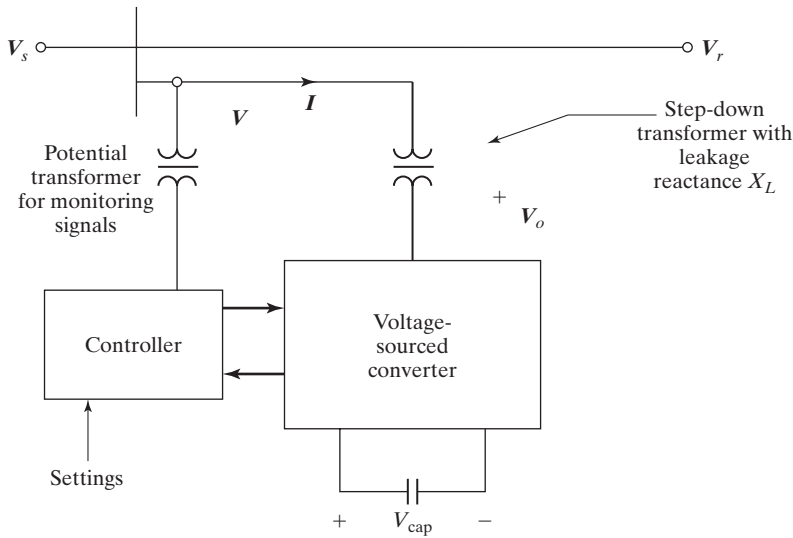 V_s
V_r
V
I
Step-down
transformer with
leakage
reactance X_L
Potential
transformer
for monitoring
signals
+
V_o
Controller
Voltage-
sourced
converter
Settings
+ V_cap −